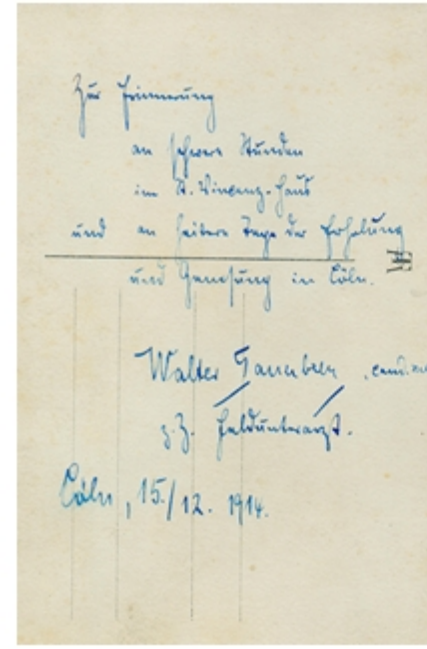 Zur Erinnerung
an schwere Stunden
im St. Vincenz-Haus
und an heitere Tage der Erholung
und Genesung in Cöln.
Walter
z. Z. Feldunterarzt.
Cöln, 15./12. 1914.